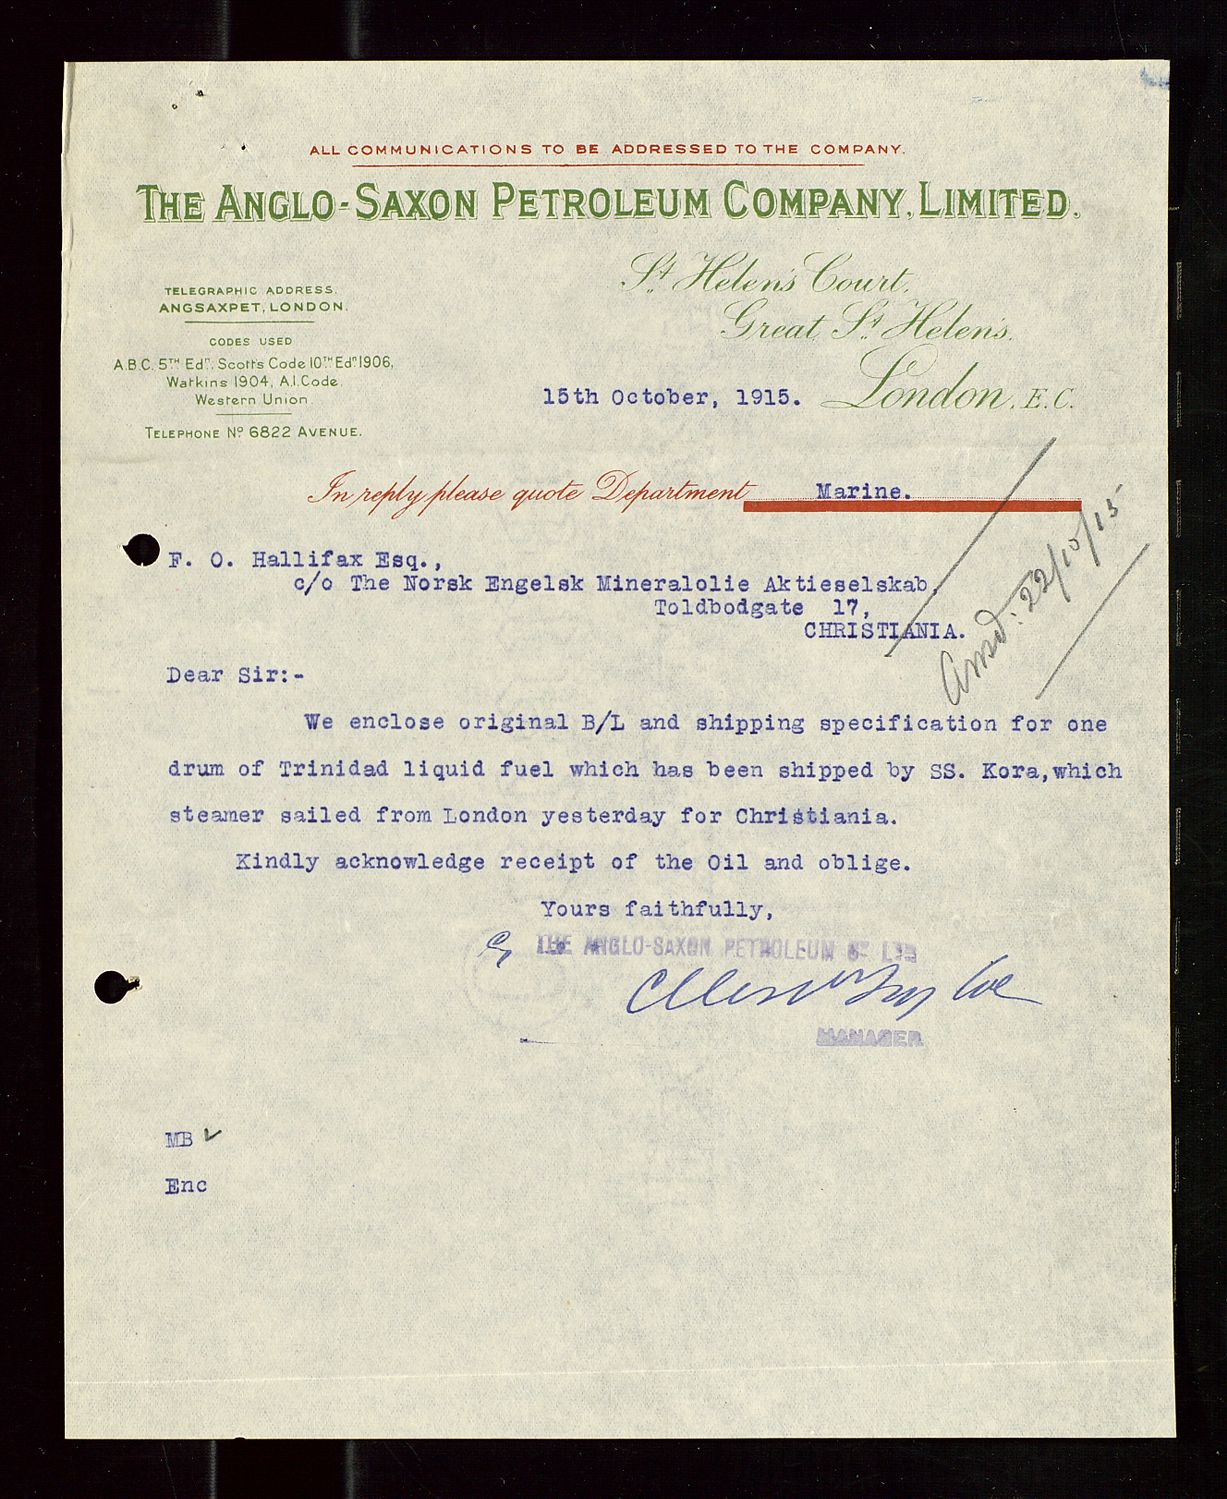 ALL COMMUNICATIONS TO BE ADDRESSED TO THE COMPANY.
THE ANGLO-SAXON PETROLEUM COMPANY, LIMITED.
St Helen's Court,
Great St Helen's,
London, E.C.
TELEGRAPHIC ADDRESS.
ANGSAXPET, LONDON.
CODES USED
A.B.C. 5TH Edn. Scott's Code 10TH Edn 1906,
Watkins 1904, A.I. Code,
Western Union.
TELEPHONE No 6822 AVENUE.
15th October, 1915.
In reply please quote Department Marine.
Ansd: 22/10/15
F. O. Hallifax Esq.,
c/o The Norsk Engelsk Mineralolie Aktieselskab,
Toldbodgate 17,
CHRISTIANIA.
Dear Sir:-
We enclose original B/L and shipping specification for one
drum of Trinidad liquid fuel which has been shipped by SS. Kora,which
steamer sailed from London yesterday for Christiania.
Kindly acknowledge receipt of the Oil and oblige.
Yours faithfully,
THE ANGLO-SAXON PETROLEUM Co LTD
MANAGER
MB
Enc